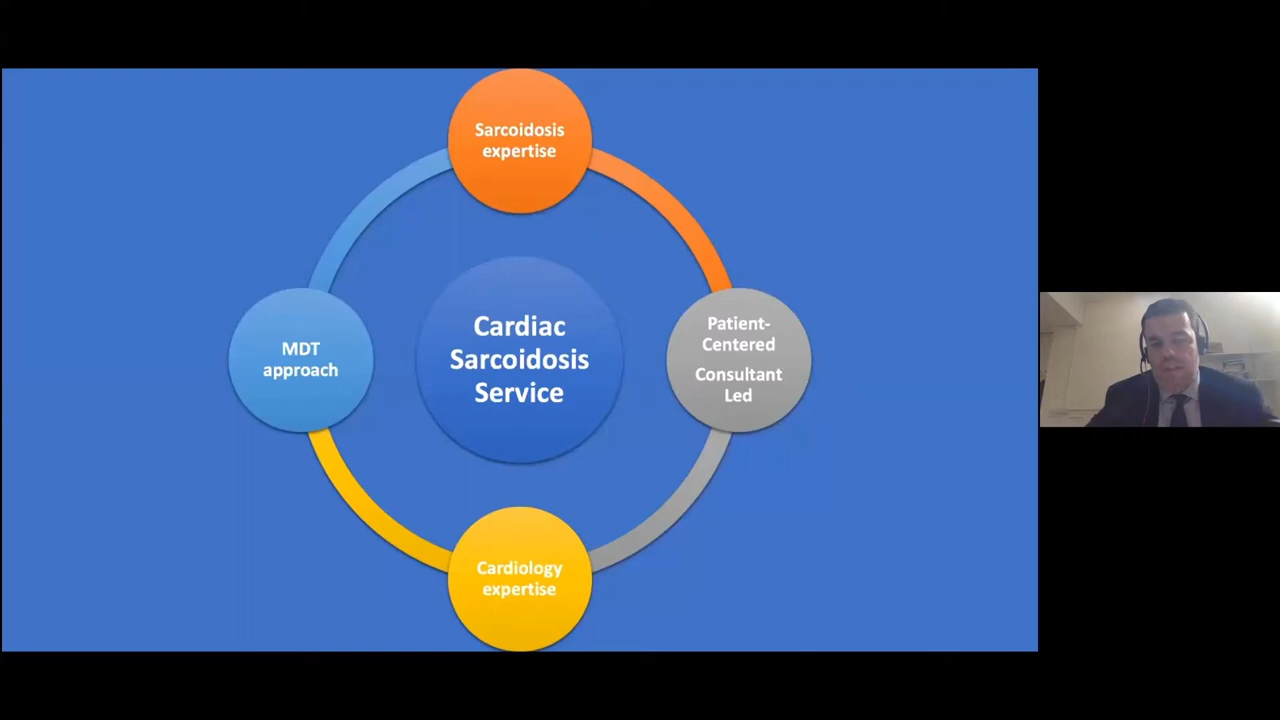 Sarcoidosis
expertise
Patient-
Centered
Consultant
Led
Cardiology
expertise
MDT
approach
Cardiac
Sarcoidosis
Service